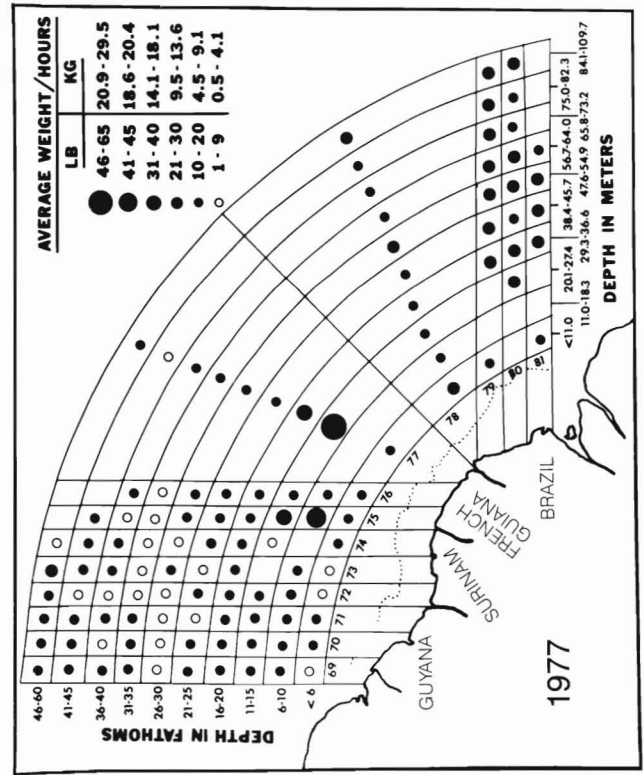 AVERAGE WEIGHT/HOURS
LB KG
46-65 20.9-29.5
41-45 18.6-20.4
31-40 14.1-18.1
21-30 9.5-13.6
10-20 4.5-9.1
1-9 0.5-4.1
DEPTH IN FATHOMS
46-60
41-45
36-40
31-35
26-30
21-25
16-20
11-15
6-10
< 6
69
70
71
72
73
74
75
76
77
78
79
80
81
GUYANA
SURINAM
FRENCH
GUIANA
BRAZIL
1977
<11.0 20.1-27.4 38.4-45.7 56.7-64.0 75.0-82.3
11.0-18.3 29.3-36.6 47.6-54.9 65.8-73.2 84.1-109.7
DEPTH IN METERS